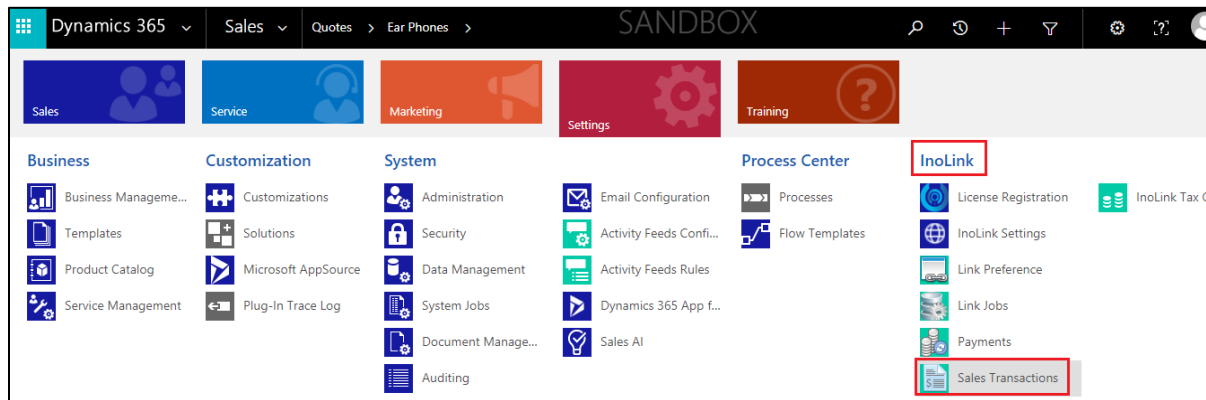 Dynamics 365 Sales Quotes > Ear Phones > SANDBOX
Sales Service Marketing Settings Training
Business
Business Manageme...
Templates
Product Catalog
Service Management
Customization
Customizations
Solutions
Microsoft AppSource
Plug-In Trace Log
System
Administration
Security
Data Management
System Jobs
Document Manage...
Auditing
Email Configuration
Activity Feeds Confi...
Activity Feeds Rules
Dynamics 365 App f...
Sales AI
Process Center
Processes
Flow Templates
InoLink
License Registration
InoLink Settings
Link Preference
Link Jobs
Payments
Sales Transactions
InoLink Tax C